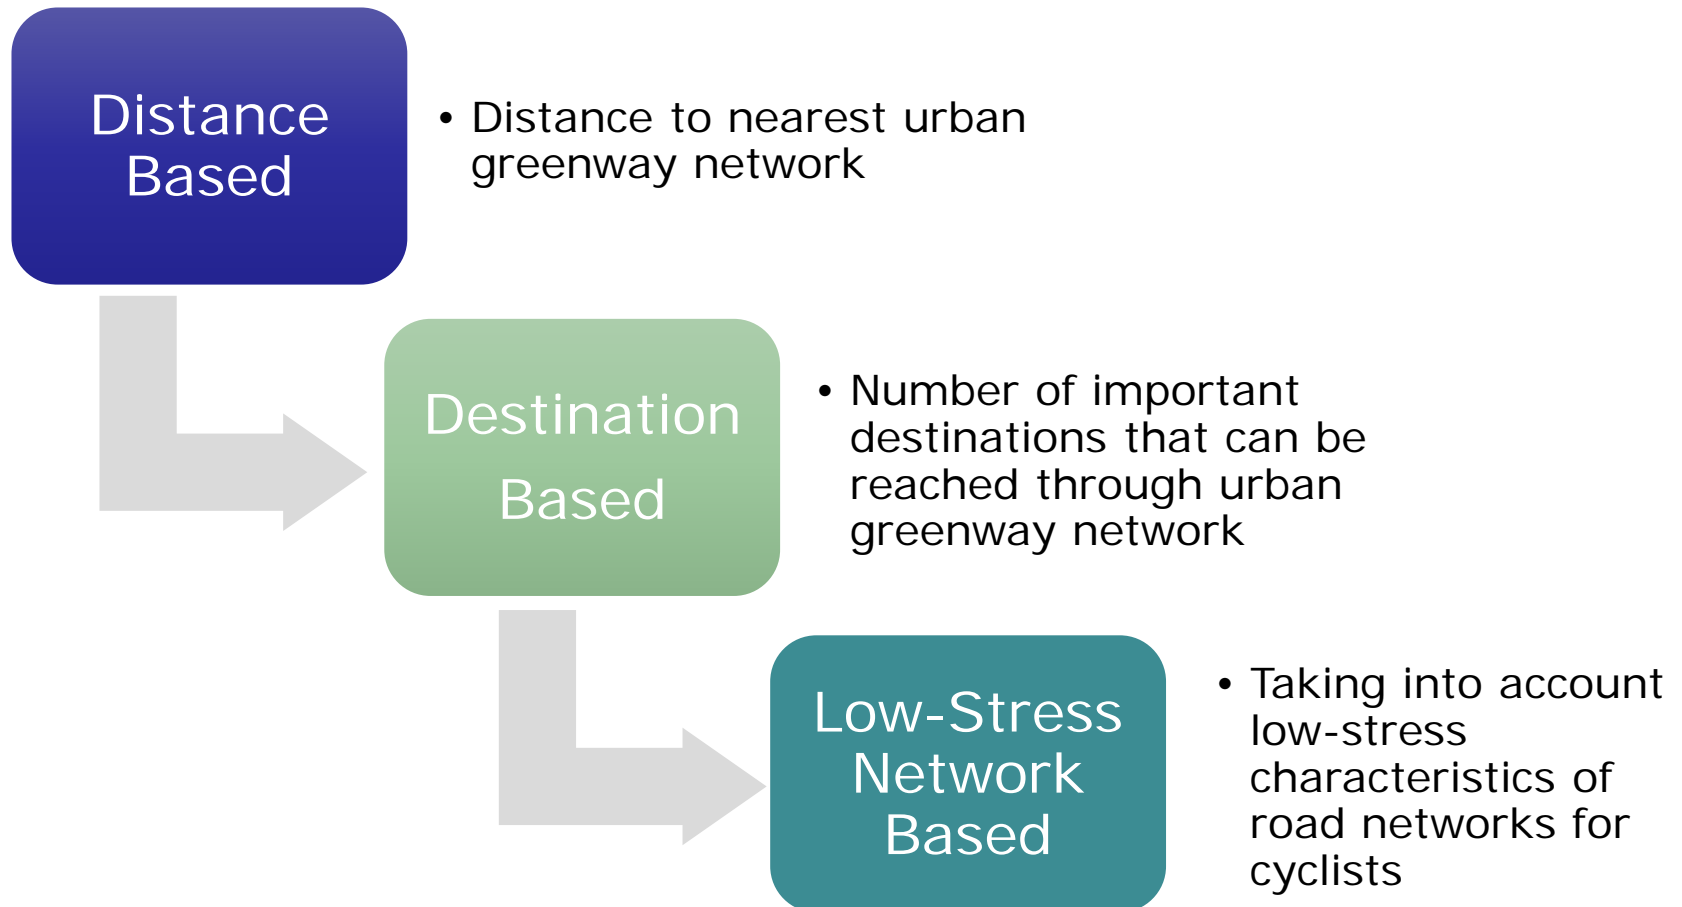 Distance
Based
• Distance to nearest urban
greenway network
Destination
Based
• Number of important
destinations that can be
reached through urban
greenway network
Low-Stress
Network
Based
• Taking into account
low-stress
characteristics of
road networks for
cyclists